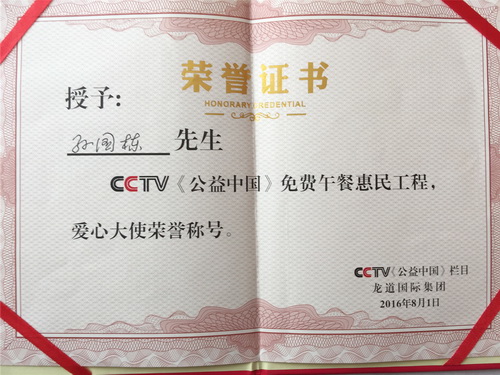 荣誉证书
HONORARY CREDENTIAL
授予:
孙国栋 先生
CCTV《公益中国》免费午餐惠民工程,
爱心大使荣誉称号。
CCTV《公益中国》栏目
龙道国际集团
2016年8月1日